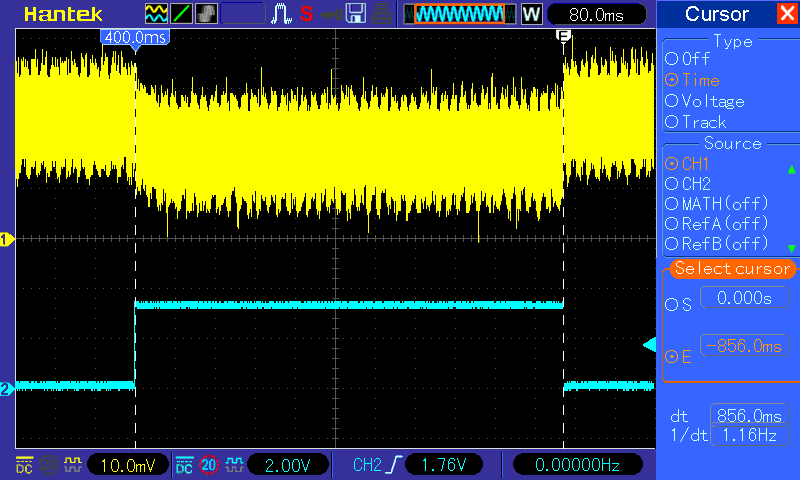 Hantek S W 80.0ms
400.0ms E
1
2
DC 20 10.0mV DC 20 2.00V CH2 1.76V 0.00000Hz
Cursor X
Type
Off
Time
Voltage
Track
Source
CH1
CH2
MATH(off)
RefA(off)
RefB(off)
Select cursor
S 0.000s
E -856.0ms
dt 856.0ms
1/dt 1.16Hz